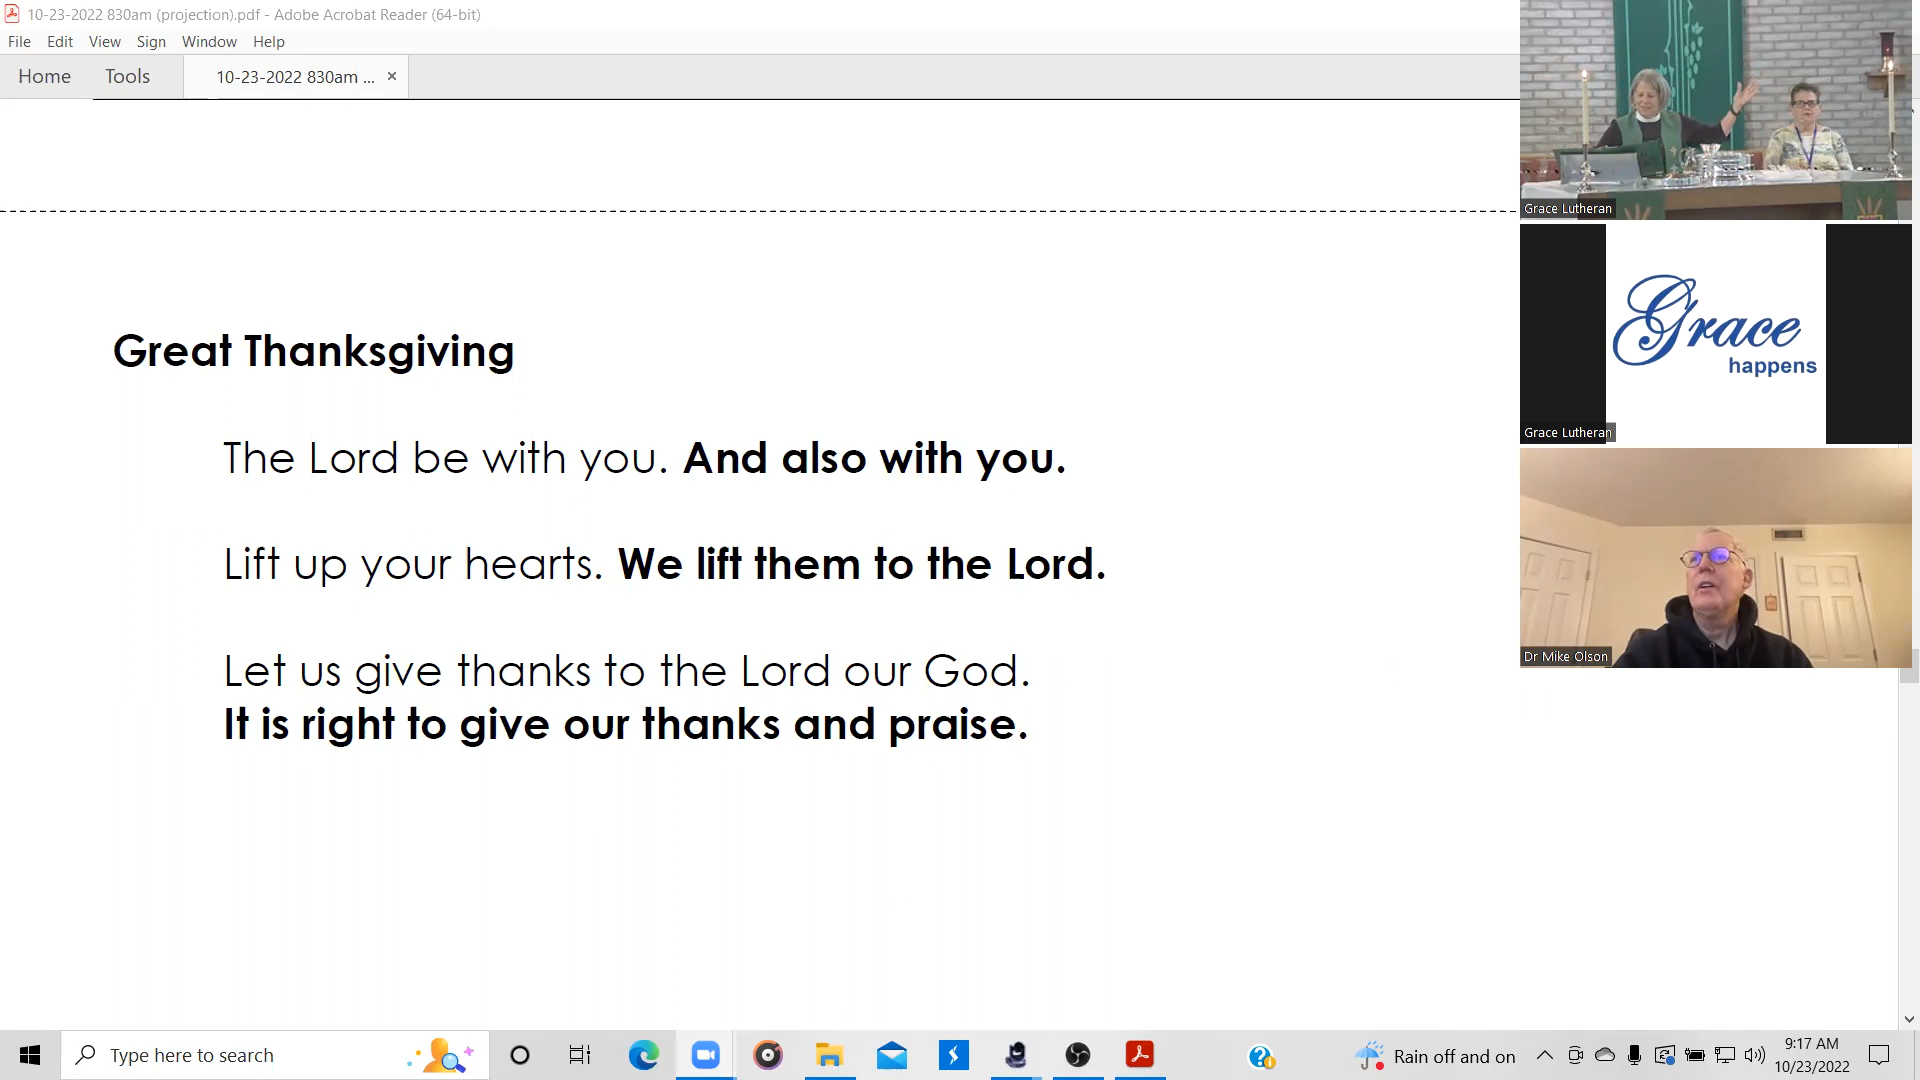 10-23-2022 830am (projection).pdf - Adobe Acrobat Reader (64-bit)
File Edit View Sign Window Help
Home Tools 10-23-2022 830am ... ×
Grace Lutheran
Great Thanksgiving
The Lord be with you. And also with you.
Lift up your hearts. We lift them to the Lord.
Let us give thanks to the Lord our God.
It is right to give our thanks and praise.
Grace
happens
Grace Lutheran
Dr Mike Olson
Type here to search
Rain off and on
9:17 AM
10/23/2022